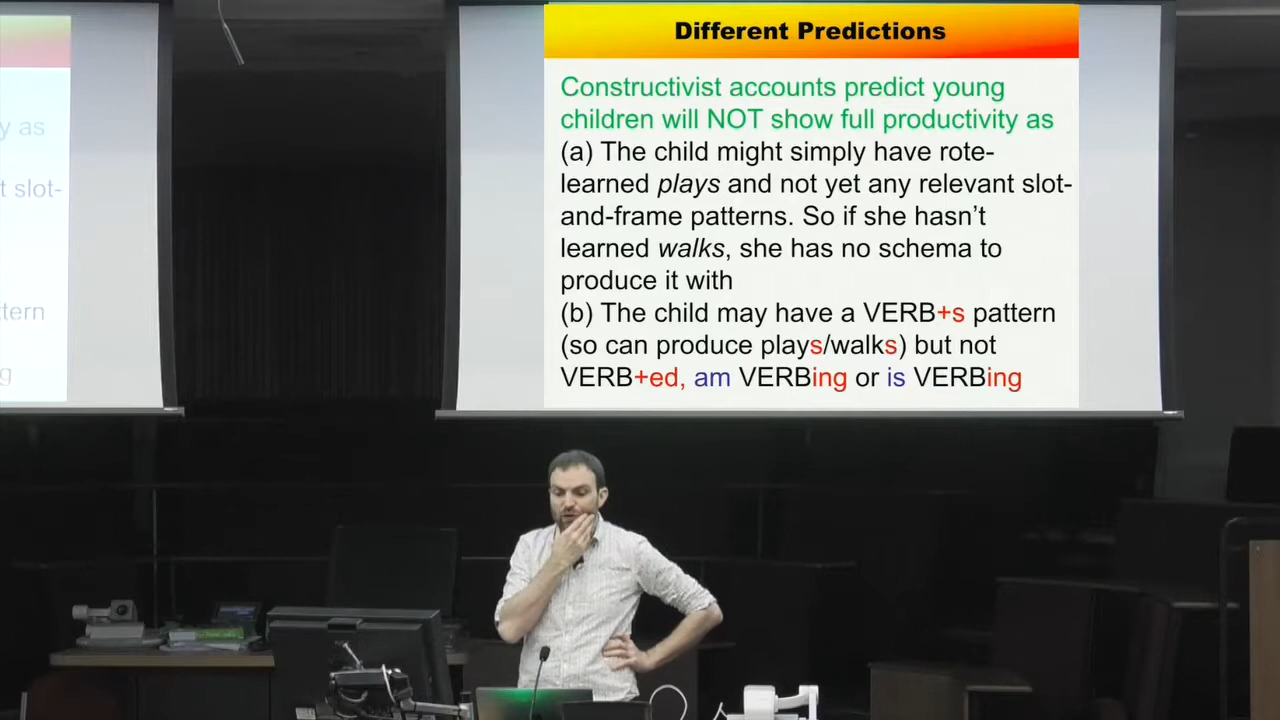 Different Predictions
Constructivist accounts predict young
children will NOT show full productivity as
(a) The child might simply have rote-
learned plays and not yet any relevant slot-
and-frame patterns. So if she hasn't
learned walks, she has no schema to
produce it with
(b) The child may have a VERB+s pattern
(so can produce plays/walks) but not
VERB+ed, am VERBing or is VERBing
y as
t slot-
ttern
g